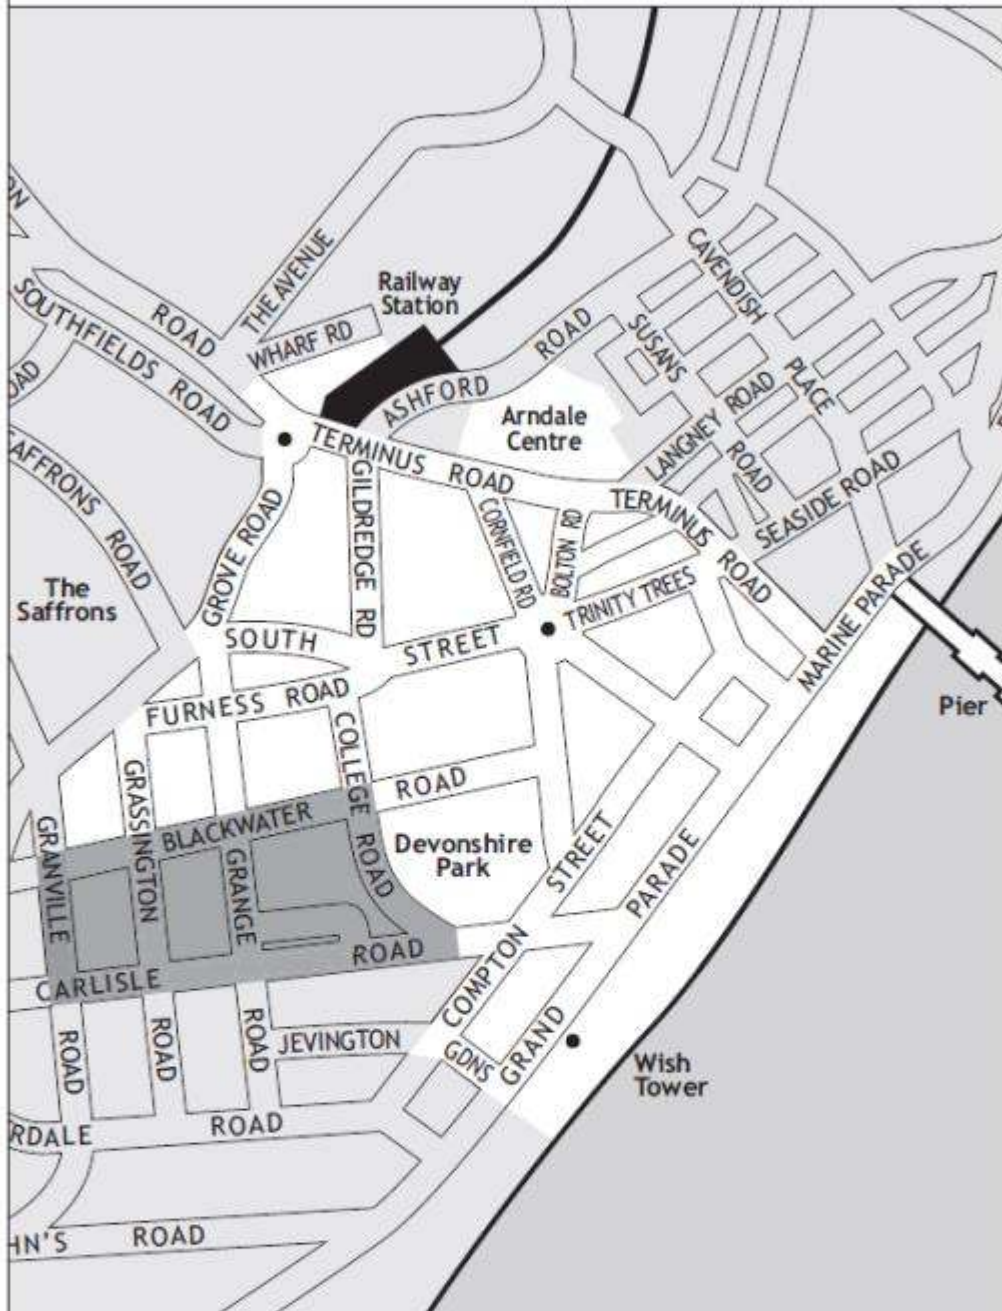 ROAD
THE AVENUE
Railway
Station
CAVENDISH
SOUTHFIELDS ROAD
WHARF RD
ROAD
SUSANS
PLACE
ASHFORD
Arndale
Centre
LANGNEY ROAD
TERMINUS ROAD
ROAD
SEASIDE ROAD
TERMINUS
ROAD
GILDREDGE RD
CORNFIELD RD
BOLTON RD
ROAD
GROVE ROAD
The
Saffrons
TRINITY TREES
MARINE PARADE
SOUTH
STREET
Pier
FURNESS ROAD
COLLEGE
ROAD
GRASSINGTON
BLACKWATER
ROAD
Devonshire
Park
GRANVILLE
GRANGE
STREET
PARADE
CARLISLE
ROAD
COMPTON
ROAD
ROAD
ROAD
JEVINGTON
GDNS
GRAND
Wish
Tower
RDALE
ROAD
HN'S
ROAD